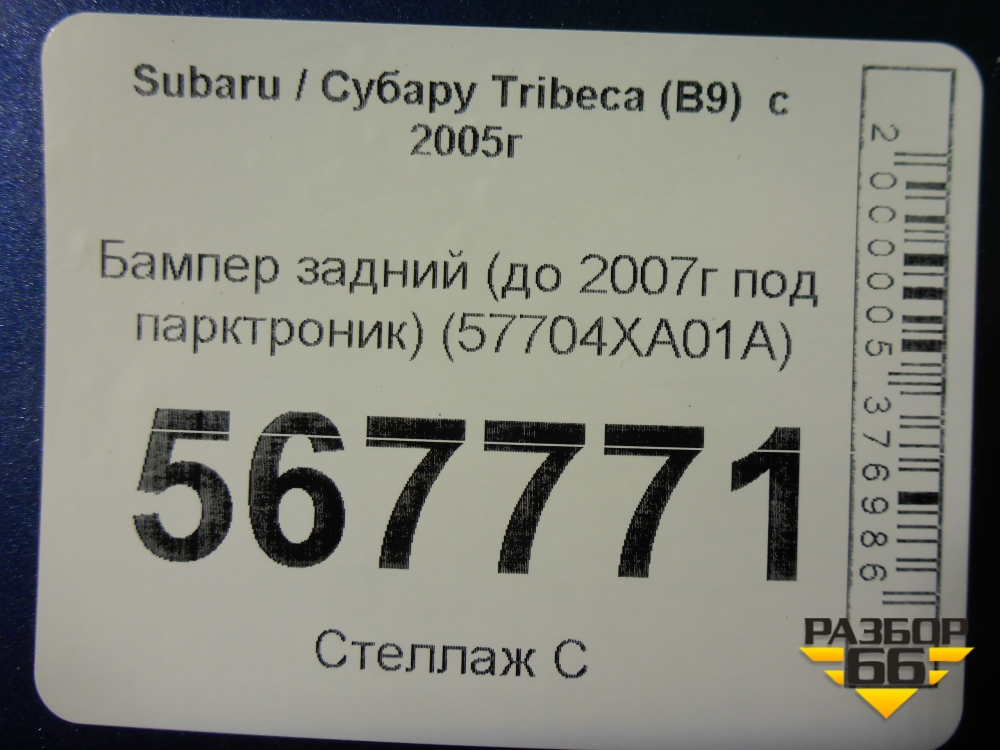 Subaru / Субару Tribeca (B9) с
2005г
Бампер задний (до 2007г под
парктроник) (57704XA01A)
567771
Стеллаж С
2000005376986
РАЗБОР
66